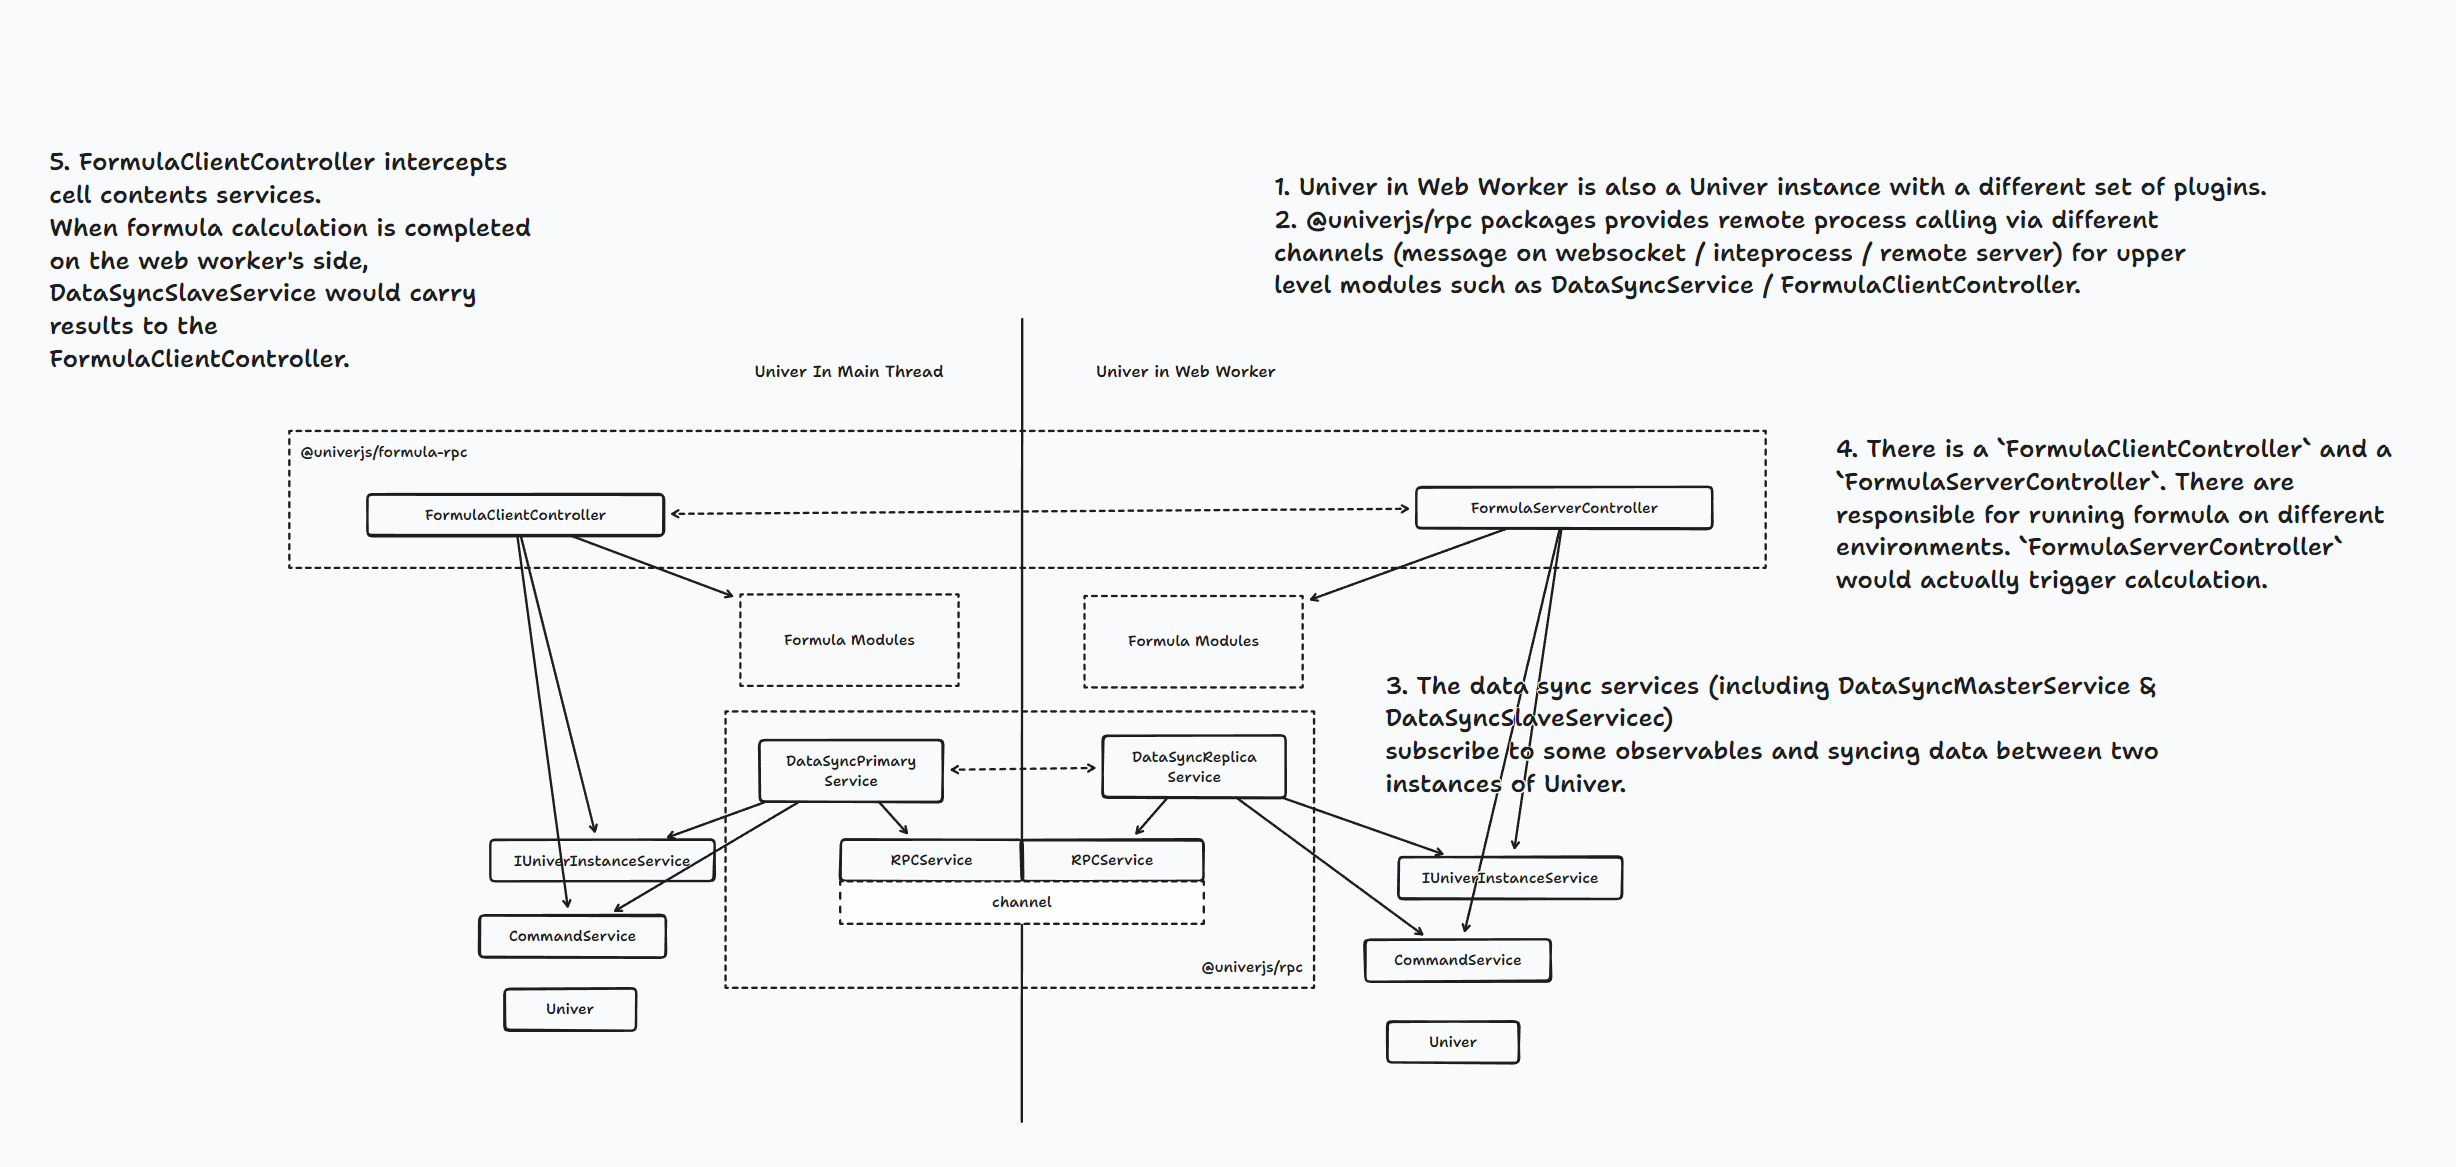 5. FormulaClientController intercepts
cell contents services.
When formula calculation is completed
on the web worker's side,
DataSyncSlaveService would carry
results to the
FormulaClientController.
1. Univer in Web Worker is also a Univer instance with a different set of plugins.
2. @univerjs/rpc packages provides remote process calling via different
channels (message on websocket / inteprocess / remote server) for upper
level modules such as DataSyncService / FormulaClientController.
Univer In Main Thread
Univer in Web Worker
@univerjs/formula-rpc
FormulaClientController
FormulaServerController
4. There is a `FormulaClientController` and a
`FormulaServerController`. There are
responsible for running formula on different
environments. `FormulaServerController`
would actually trigger calculation.
Formula Modules
Formula Modules
3. The data sync services (including DataSyncMasterService &
DataSyncSlaveServicec)
subscribe to some observables and syncing data between two
instances of Univer.
DataSyncPrimary
Service
DataSyncReplica
Service
IUniverInstanceService
RPCService
RPCService
IUniverInstanceService
channel
CommandService
CommandService
@univerjs/rpc
Univer
Univer